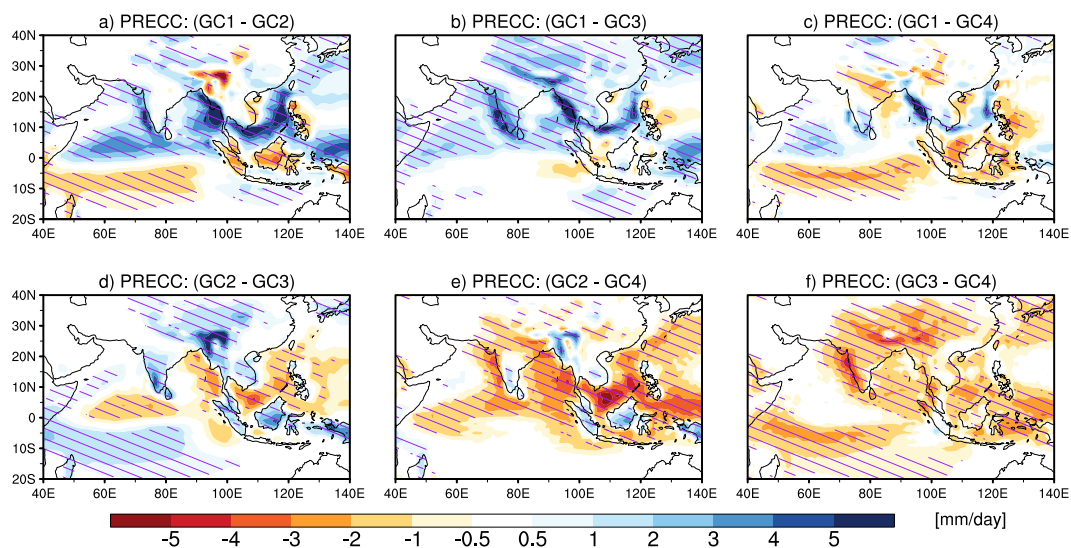 a) PRECC: (GC1 - GC2)
b) PRECC: (GC1 - GC3)
c) PRECC: (GC1 - GC4)
40N
30N
20N
10N
0
10S
20S
40E 60E 80E 100E 120E 140E
40E 60E 80E 100E 120E 140E
40E 60E 80E 100E 120E 140E
d) PRECC: (GC2 - GC3)
e) PRECC: (GC2 - GC4)
f) PRECC: (GC3 - GC4)
40N
30N
20N
10N
0
10S
20S
40E 60E 80E 100E 120E 140E
40E 60E 80E 100E 120E 140E
40E 60E 80E 100E 120E 140E
-5 -4 -3 -2 -1 -0.5 0.5 1 2 3 4 5
[mm/day]